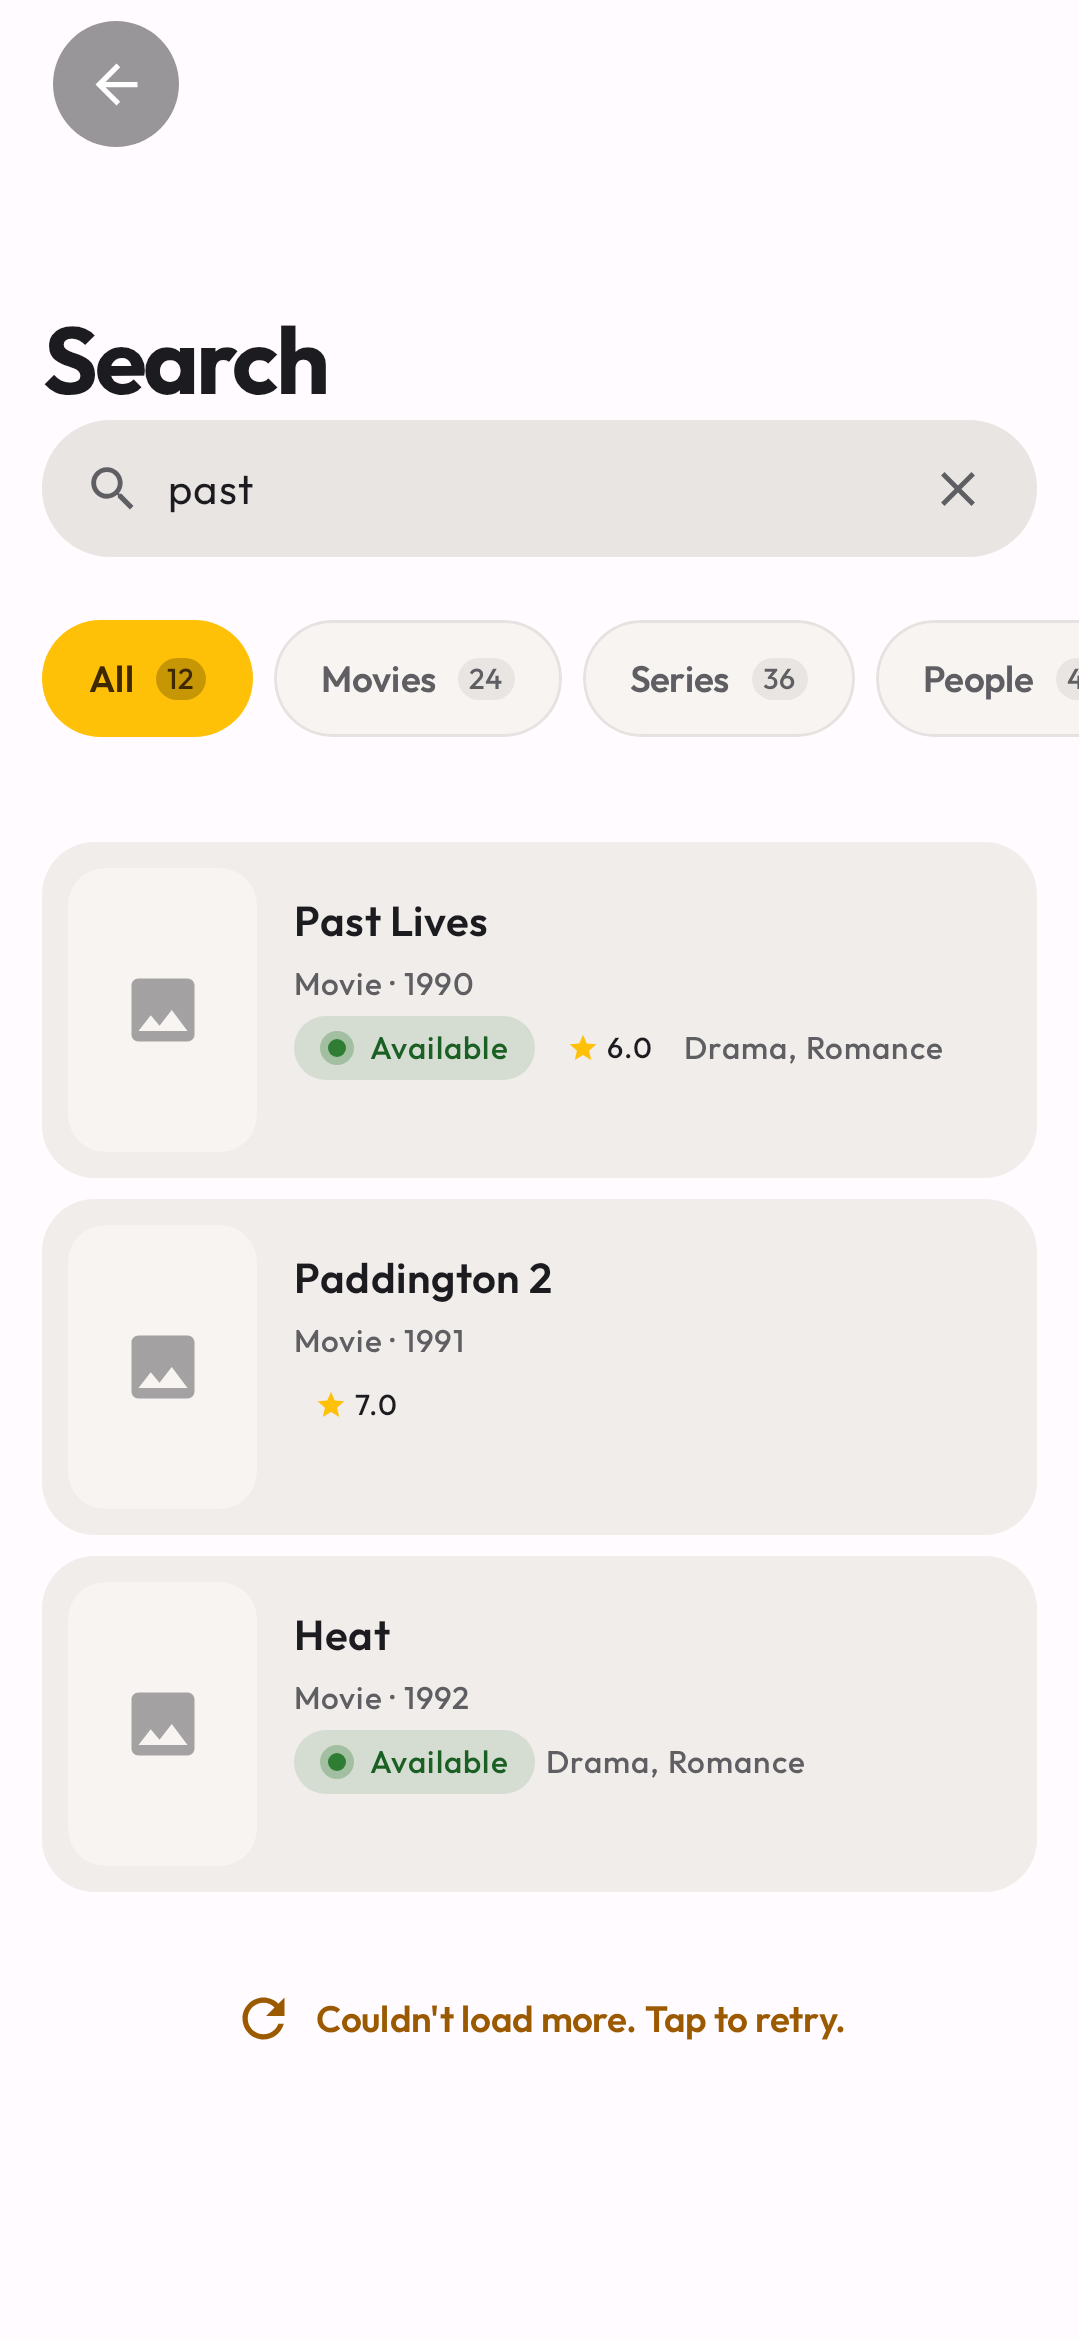 Search
past
All 12 Movies 24 Series 36 People
Past Lives
Movie · 1990
Available 6.0 Drama, Romance
Paddington 2
Movie · 1991
7.0
Heat
Movie · 1992
Available Drama, Romance
Couldn't load more. Tap to retry.